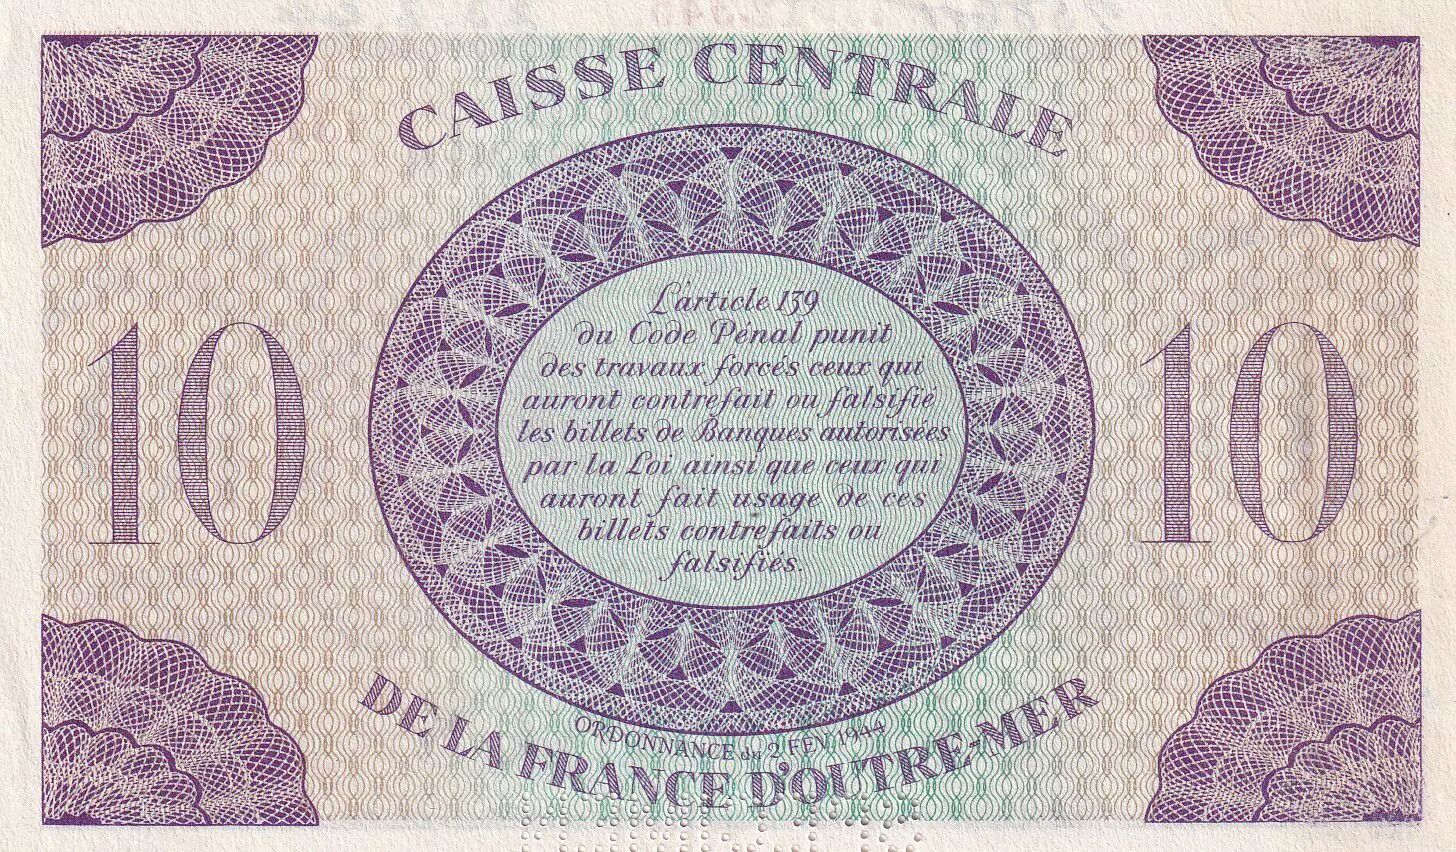 CAISSE CENTRALE
L'article 139
du Code Pénal punit
des travaux forcés ceux qui
auront contrefait ou falsifié
les billets de Banques autorisées
par la Loi ainsi que ceux qui
auront fait usage de ces
billets contrefaits ou
falsifiés.
10
10
ORDONNANCE du 2 FEV. 1944
DE LA FRANCE D'OUTRE-MER